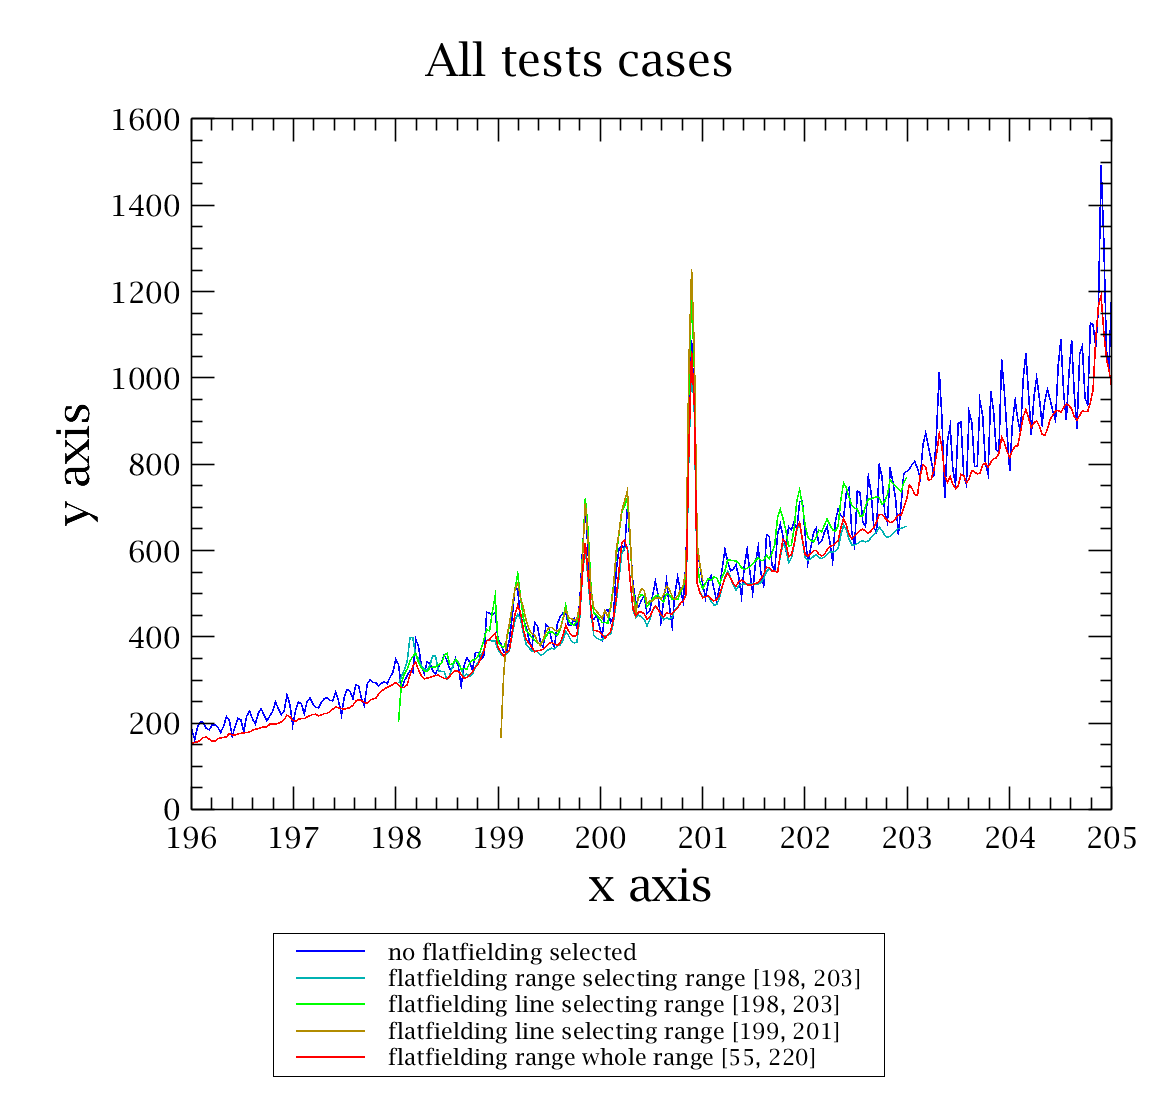 All tests cases
1600
1400
1200
1000
800
600
400
200
0
196 197 198 199 200 201 202 203 204 205
y axis
x axis
no flatfielding selected
flatfielding range selecting range [198, 203]
flatfielding line selecting range [198, 203]
flatfielding line selecting range [199, 201]
flatfielding range whole range [55, 220]